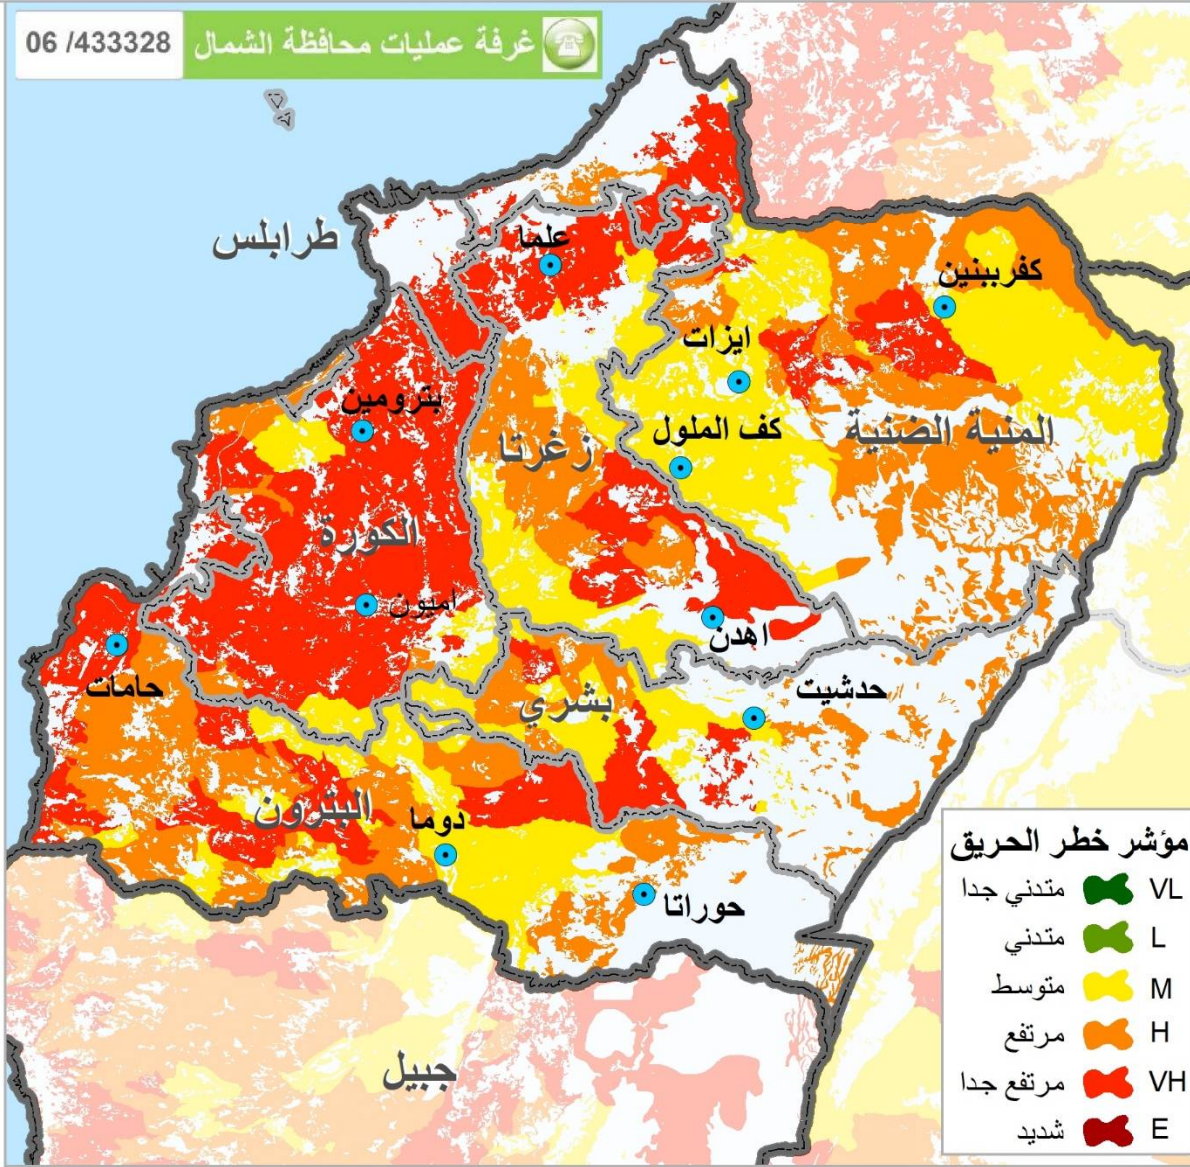 غرفة عمليات محافظة الشمال 06 /433328
طرابلس
علما
كفرببنين
ايزات
بترومين
كف الملول
المنية الضنية
زغرتا
الكورة
اميون
اهدن
حامات
حدشيت
بشري
البترون
دوما
حوراتا
جبيل
مؤشر خطر الحريق
متدني جدا VL
متدني L
متوسط M
مرتفع H
مرتفع جدا VH
شديد E